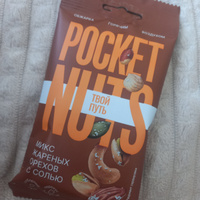 POCKET
NUTS
ТВОЙ
ПУТЬ
МИКС
ЖАРЕНЫХ
ОРЕХОВ
С СОЛЬЮ